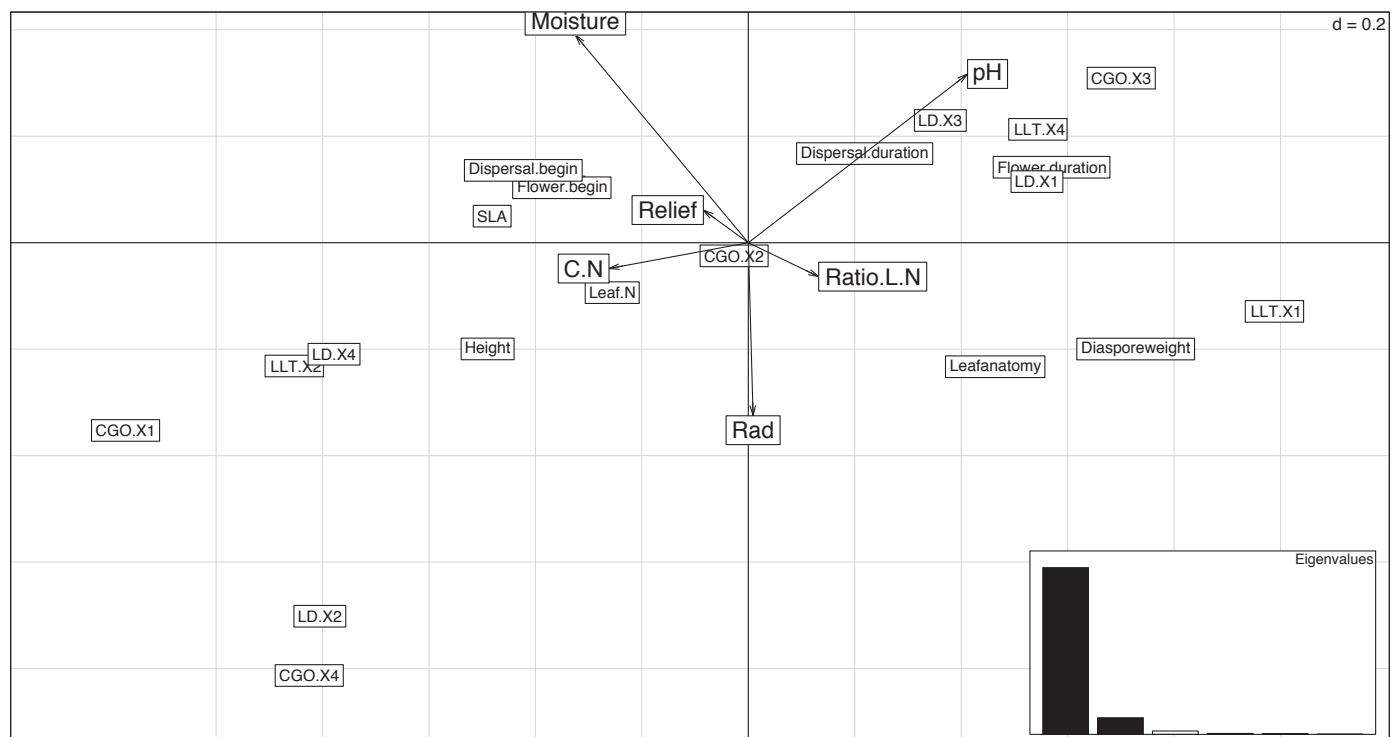 Moisture
d = 0.2
pH
CGO.X3
LD.X3
LLT.X4
Dispersal.duration
Flower.duration
Dispersal.begin
LD.X1
Flower.begin
Relief
SLA
CGO.X2
C.N
Ratio.L.N
Leaf.N
LLT.X1
Height
Diasporeweight
LD.X4
LLT.X2
Leafanatomy
CGO.X1
Rad
Eigenvalues
LD.X2
CGO.X4